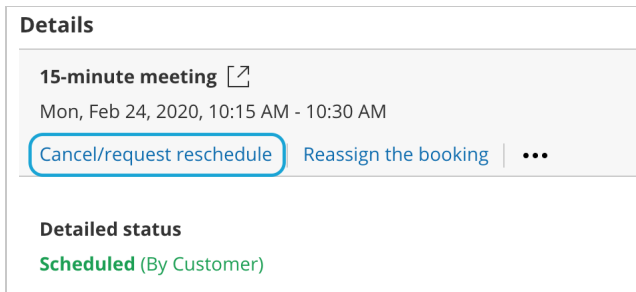 Details
15-minute meeting
Mon, Feb 24, 2020, 10:15 AM - 10:30 AM
Cancel/request reschedule Reassign the booking •••
Detailed status
Scheduled (By Customer)